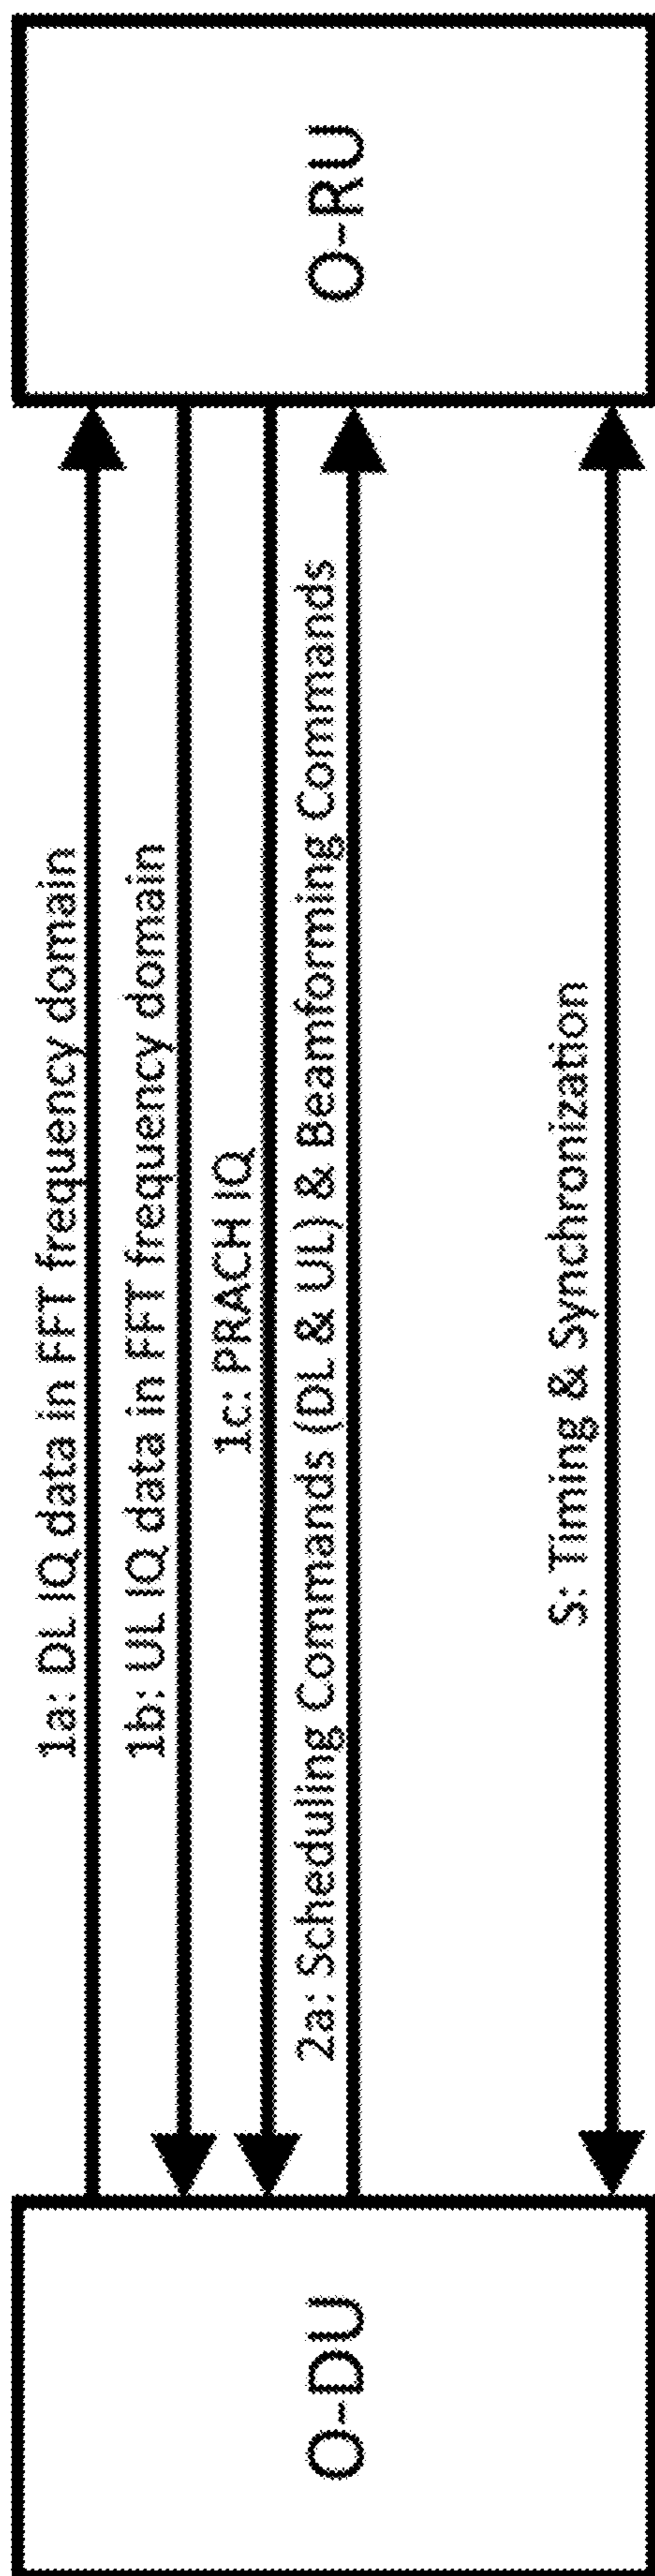 O-DU
1a: DL IQ data in FFT frequency domain
1b: UL IQ data in FFT frequency domain
1c: PRACH IQ
2a: Scheduling Commands (DL & UL) & Beamforming Commands
S: Timing & Synchronization
O-RU